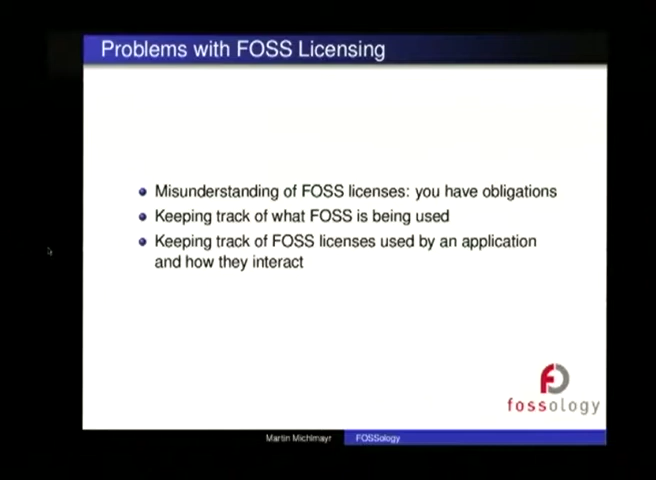 Problems with FOSS Licensing
Misunderstanding of FOSS licenses: you have obligations
Keeping track of what FOSS is being used
Keeping track of FOSS licenses used by an application
and how they interact
fossology
Martin Michlmayr
FOSSology